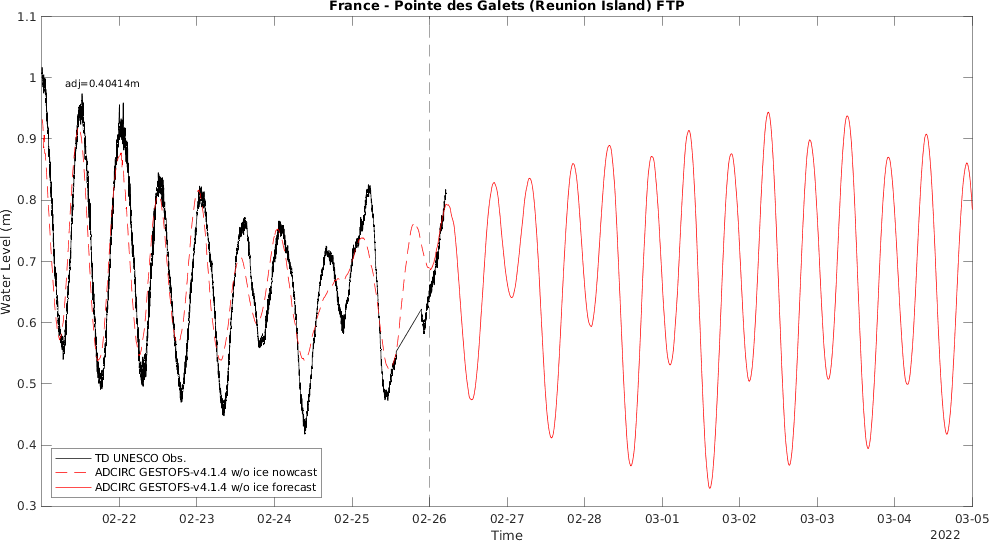 France - Pointe des Galets (Reunion Island) FTP
1.1
1
0.9
0.8
0.7
0.6
0.5
0.4
0.3
Water Level (m)
adj=0.40414m
TD UNESCO Obs.
ADCIRC GESTOFS-v4.1.4 w/o ice nowcast
ADCIRC GESTOFS-v4.1.4 w/o ice forecast
02-22 02-23 02-24 02-25 02-26 02-27 02-28 03-01 03-02 03-03 03-04 03-05
Time
2022